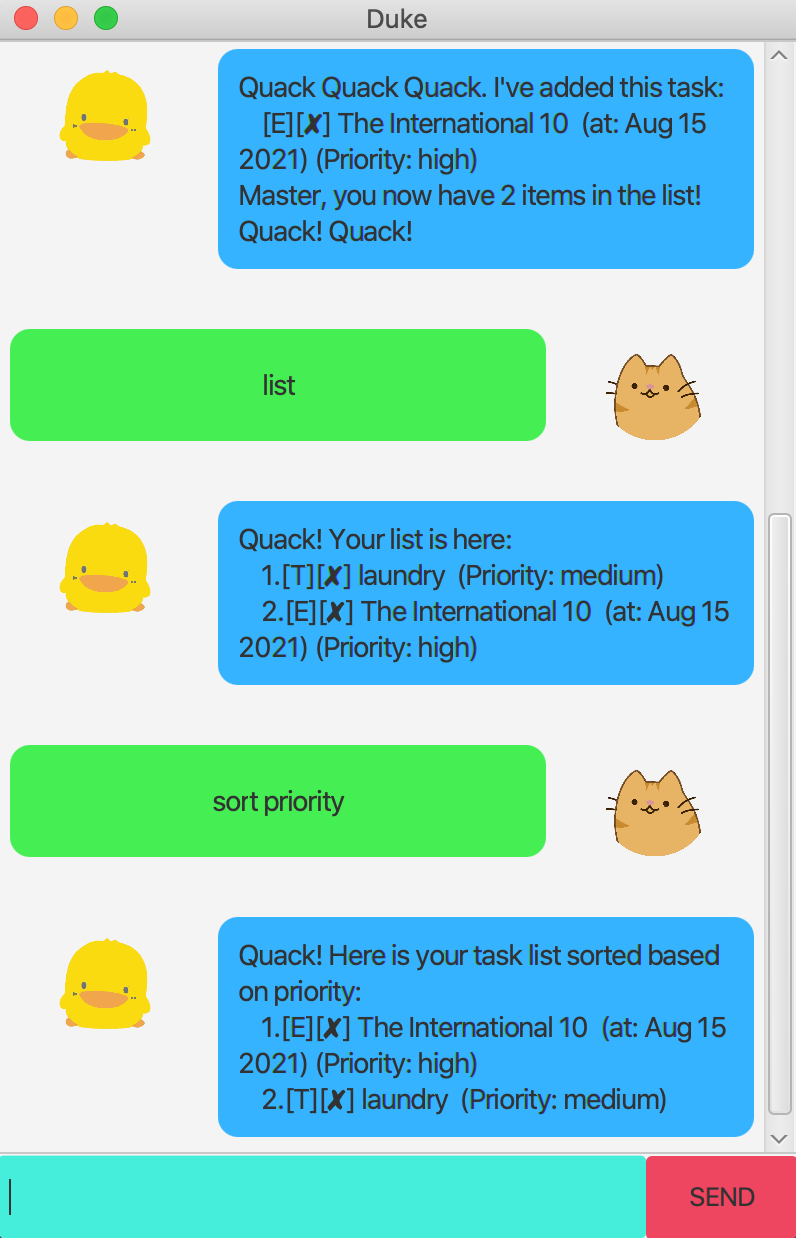 Duke
Quack Quack Quack. I've added this task:
[E][✘] The International 10  (at: Aug 15
2021) (Priority: high)
Master, you now have 2 items in the list!
Quack! Quack!
list
Quack! Your list is here:
1.[T][✘] laundry  (Priority: medium)
2.[E][✘] The International 10  (at: Aug 15
2021) (Priority: high)
sort priority
Quack! Here is your task list sorted based
on priority:
1.[E][✘] The International 10  (at: Aug 15
2021) (Priority: high)
2.[T][✘] laundry  (Priority: medium)
SEND